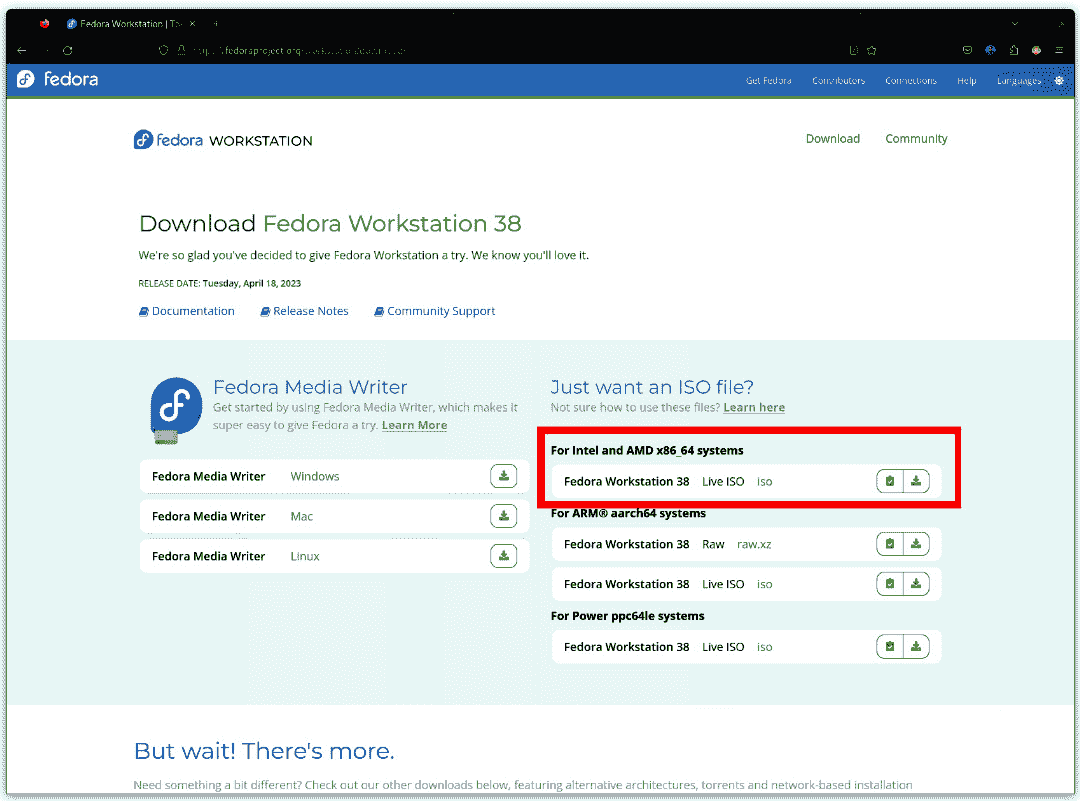 Fedora Workstation | T
fedoraproject.org
fedora
Get Fedora Contributors Connections Help Languages
fedora WORKSTATION
Download Community
Download Fedora Workstation 38
We're so glad you've decided to give Fedora Workstation a try. We know you'll love it.
RELEASE DATE: Tuesday, April 18, 2023
Documentation Release Notes Community Support
Fedora Media Writer
Get started by using Fedora Media Writer, which makes it
super easy to give Fedora a try. Learn More
Fedora Media Writer Windows
Fedora Media Writer Mac
Fedora Media Writer Linux
Just want an ISO file?
Not sure how to use these files? Learn here
For Intel and AMD x86_64 systems
Fedora Workstation 38 Live ISO iso
For ARM® aarch64 systems
Fedora Workstation 38 Raw raw.xz
Fedora Workstation 38 Live ISO iso
For Power ppc64le systems
Fedora Workstation 38 Live ISO iso
But wait! There's more.
Need something a bit different? Check out our other downloads below, featuring alternative architectures, torrents and network-based installation